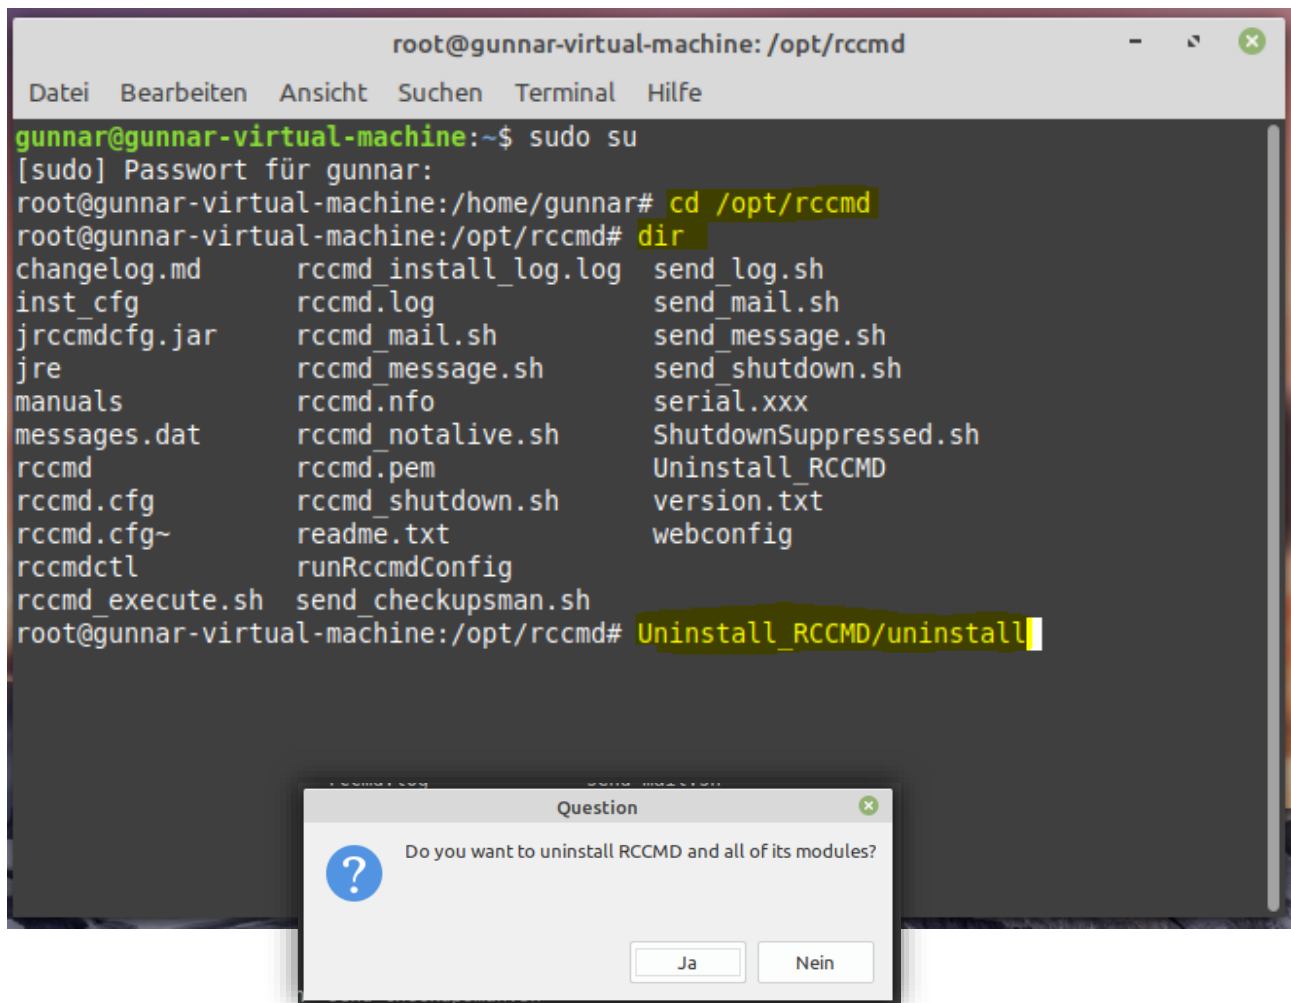 root@gunnar-virtual-machine: /opt/rccmd
Datei Bearbeiten Ansicht Suchen Terminal Hilfe
gunnar@gunnar-virtual-machine:~$ sudo su
[sudo] Passwort für gunnar:
root@gunnar-virtual-machine:/home/gunnar# cd /opt/rccmd
root@gunnar-virtual-machine:/opt/rccmd# dir
changelog.md rccmd_install_log.log send_log.sh
inst_cfg rccmd.log send_mail.sh
jrccmdcfg.jar rccmd_mail.sh send_message.sh
jre rccmd_message.sh send_shutdown.sh
manuals rccmd.nfo serial.xxx
messages.dat rccmd_notalive.sh ShutdownSuppressed.sh
rccmd rccmd.pem Uninstall_RCCMD
rccmd.cfg rccmd_shutdown.sh version.txt
rccmd.cfg~ readme.txt webconfig
rccmdctl runRccmdConfig
rccmd_execute.sh send_checkupsman.sh
root@gunnar-virtual-machine:/opt/rccmd# Uninstall_RCCMD/uninstall
Question
Do you want to uninstall RCCMD and all of its modules?
Ja Nein